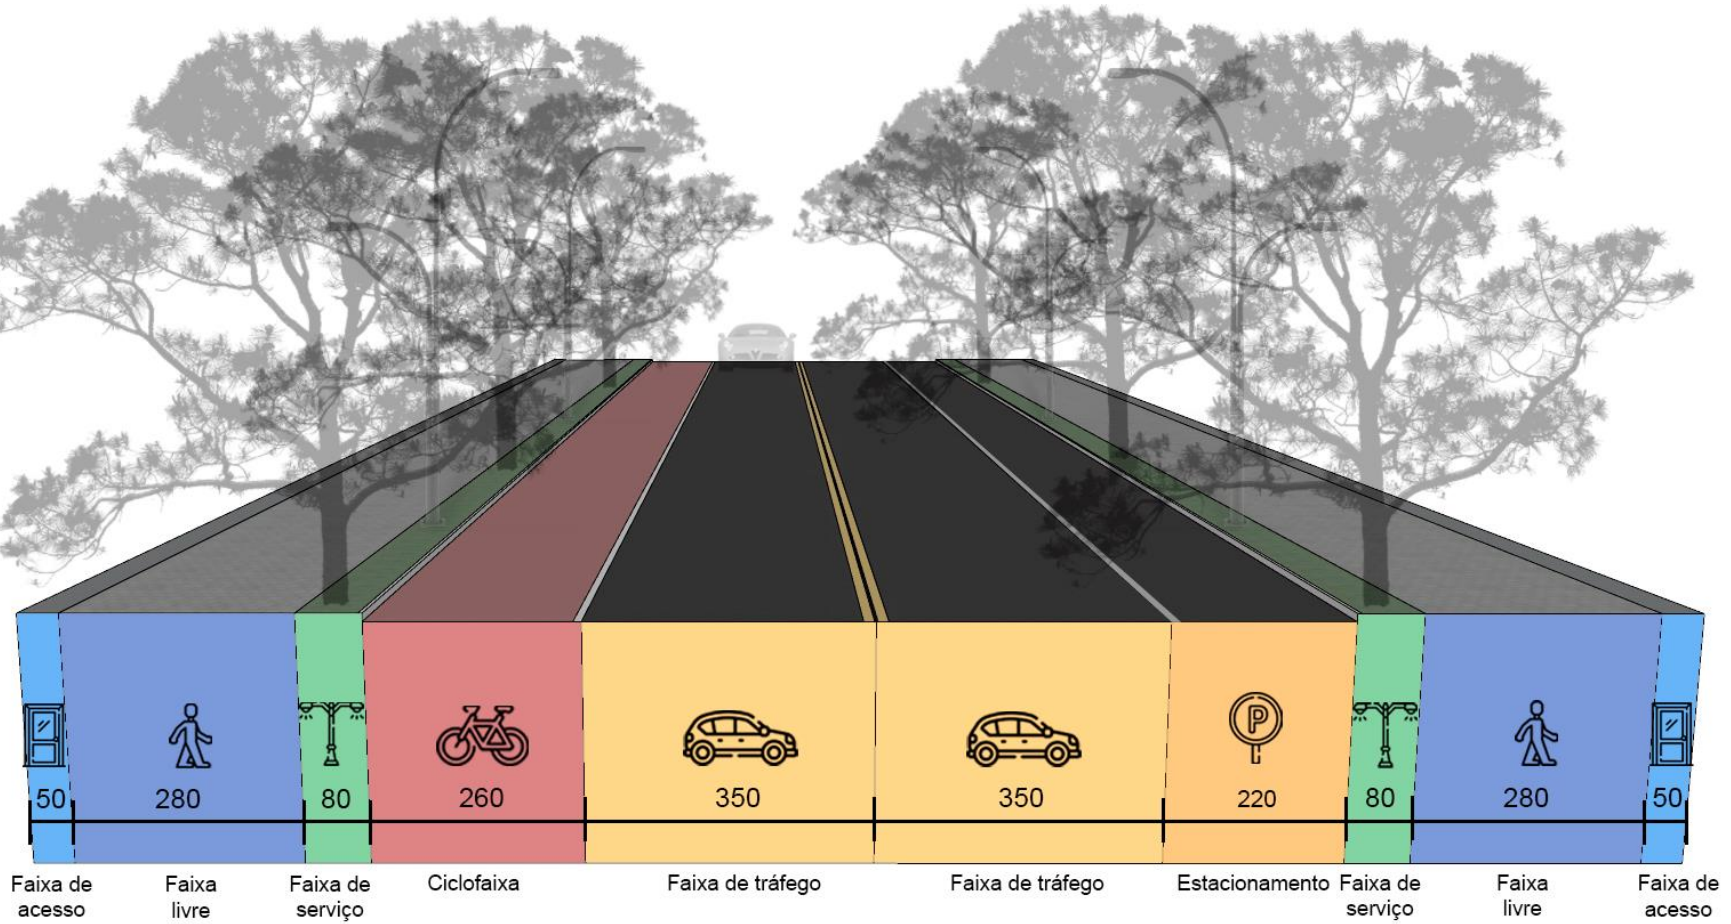 P
50
280
80
260
350
350
220
80
280
50
Faixa de
acesso
Faixa
livre
Faixa de
serviço
Ciclofaixa
Faixa de tráfego
Faixa de tráfego
Estacionamento
Faixa de
serviço
Faixa
livre
Faixa de
acesso